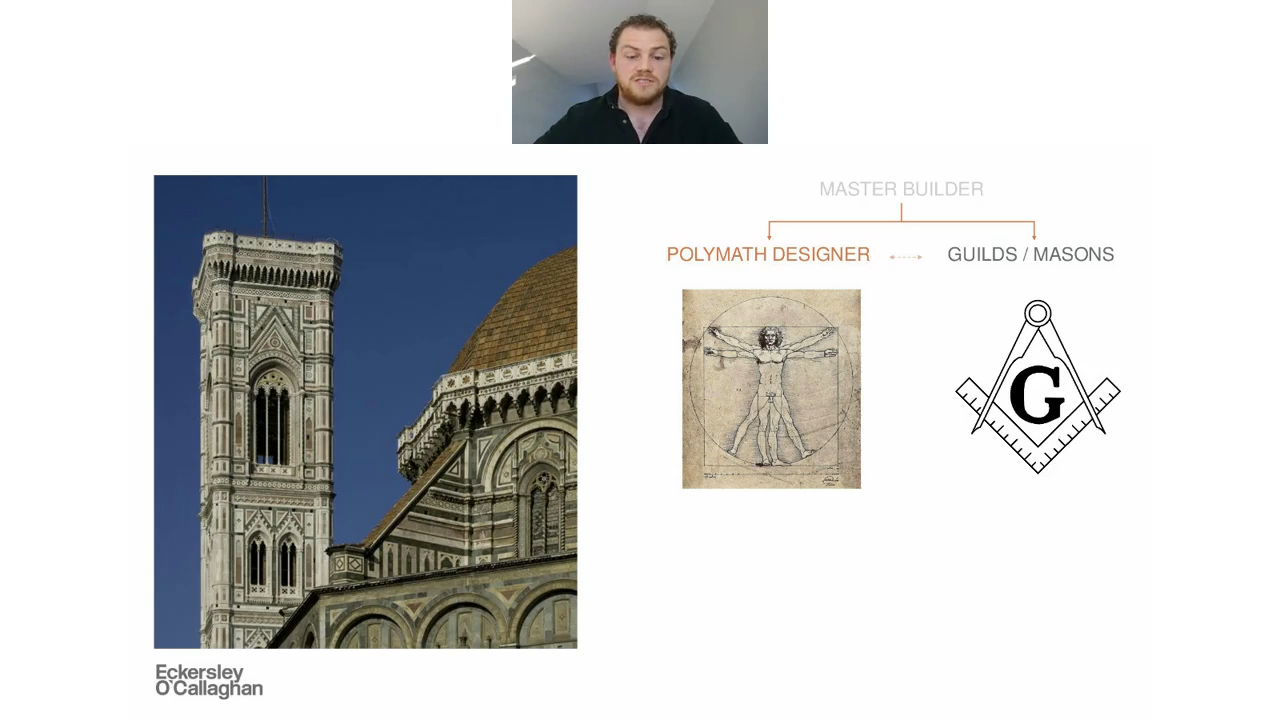 MASTER BUILDER
POLYMATH DESIGNER
GUILDS / MASONS
G
Eckersley
O'Callaghan